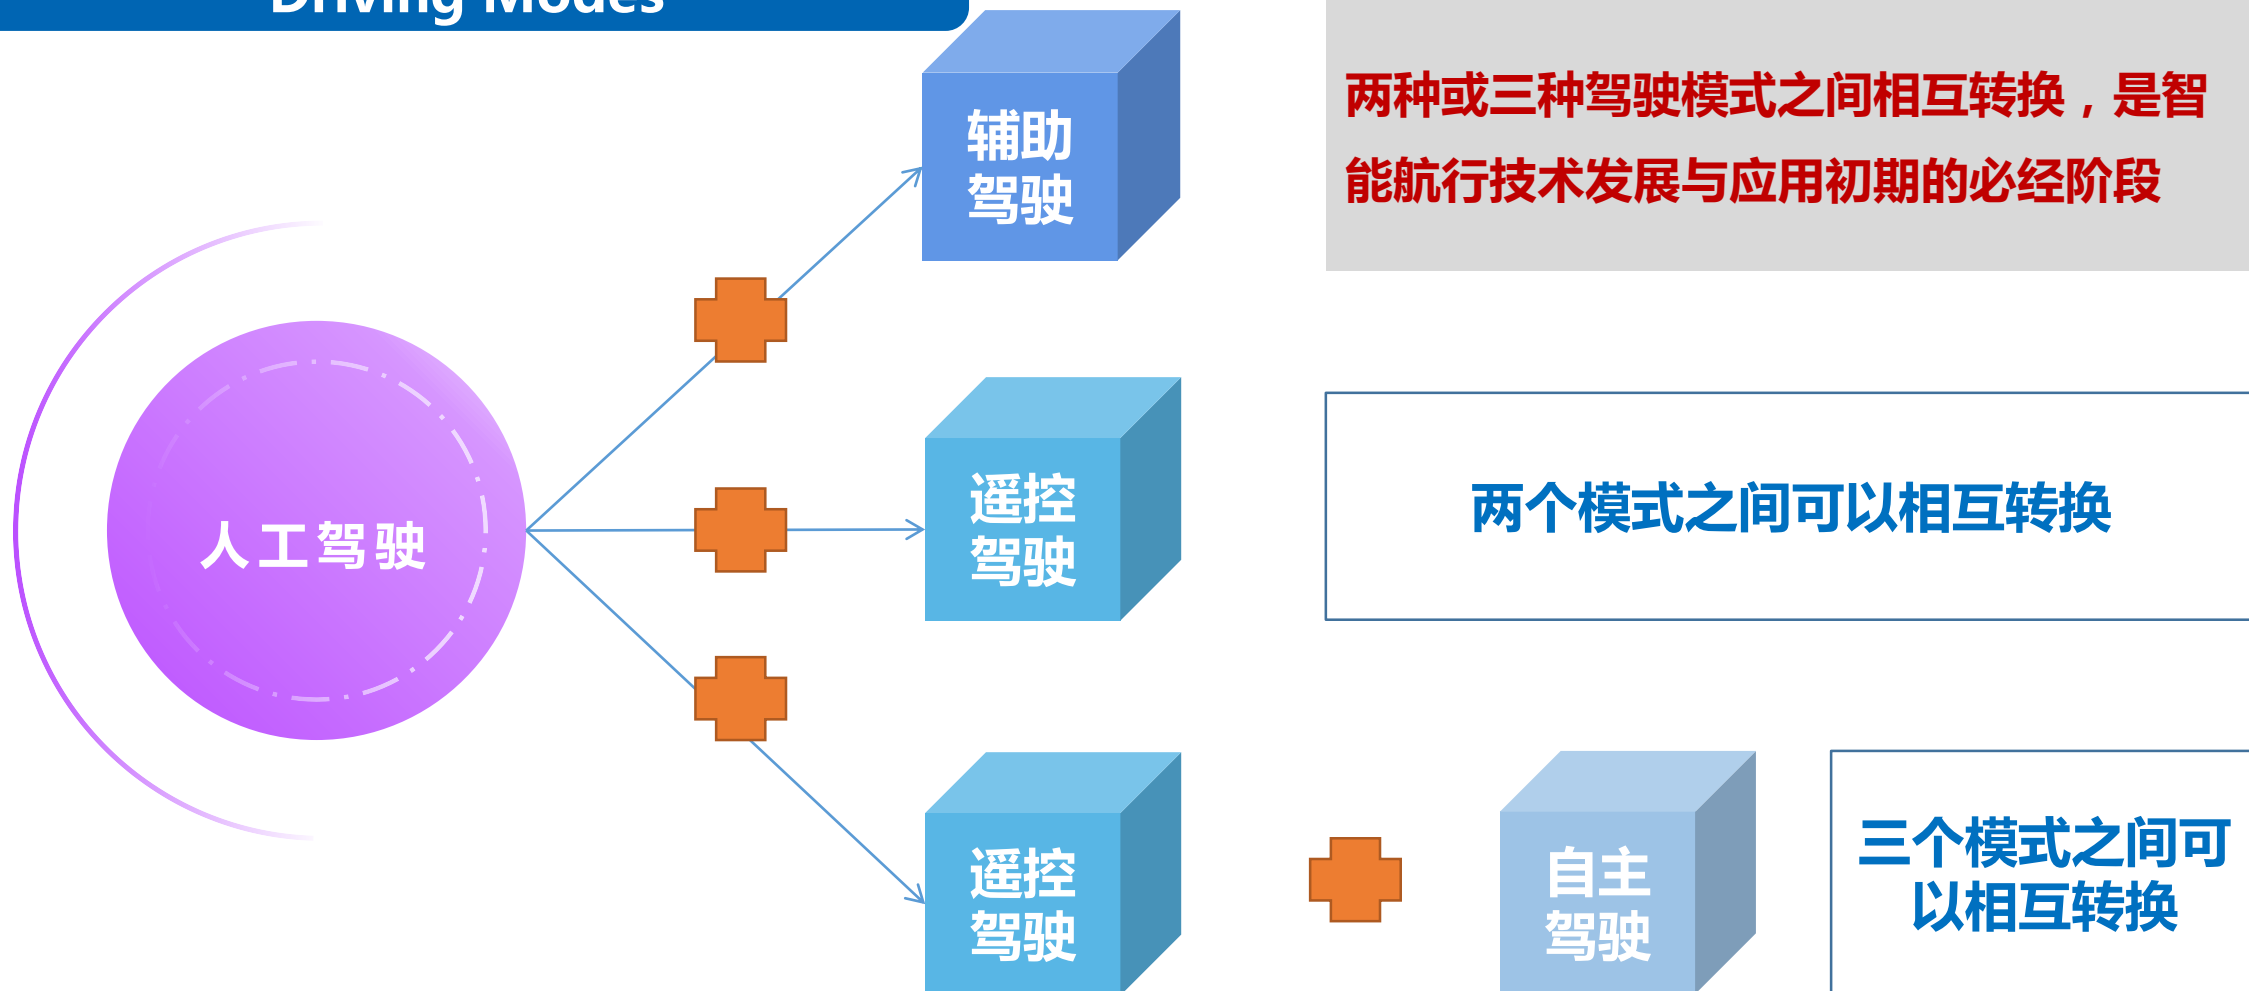 Driving Modes
辅助
驾驶
两种或三种驾驶模式之间相互转换，是智
能航行技术发展与应用初期的必经阶段
人工驾驶
遥控
驾驶
两个模式之间可以相互转换
遥控
驾驶
自主
驾驶
三个模式之间可
以相互转换